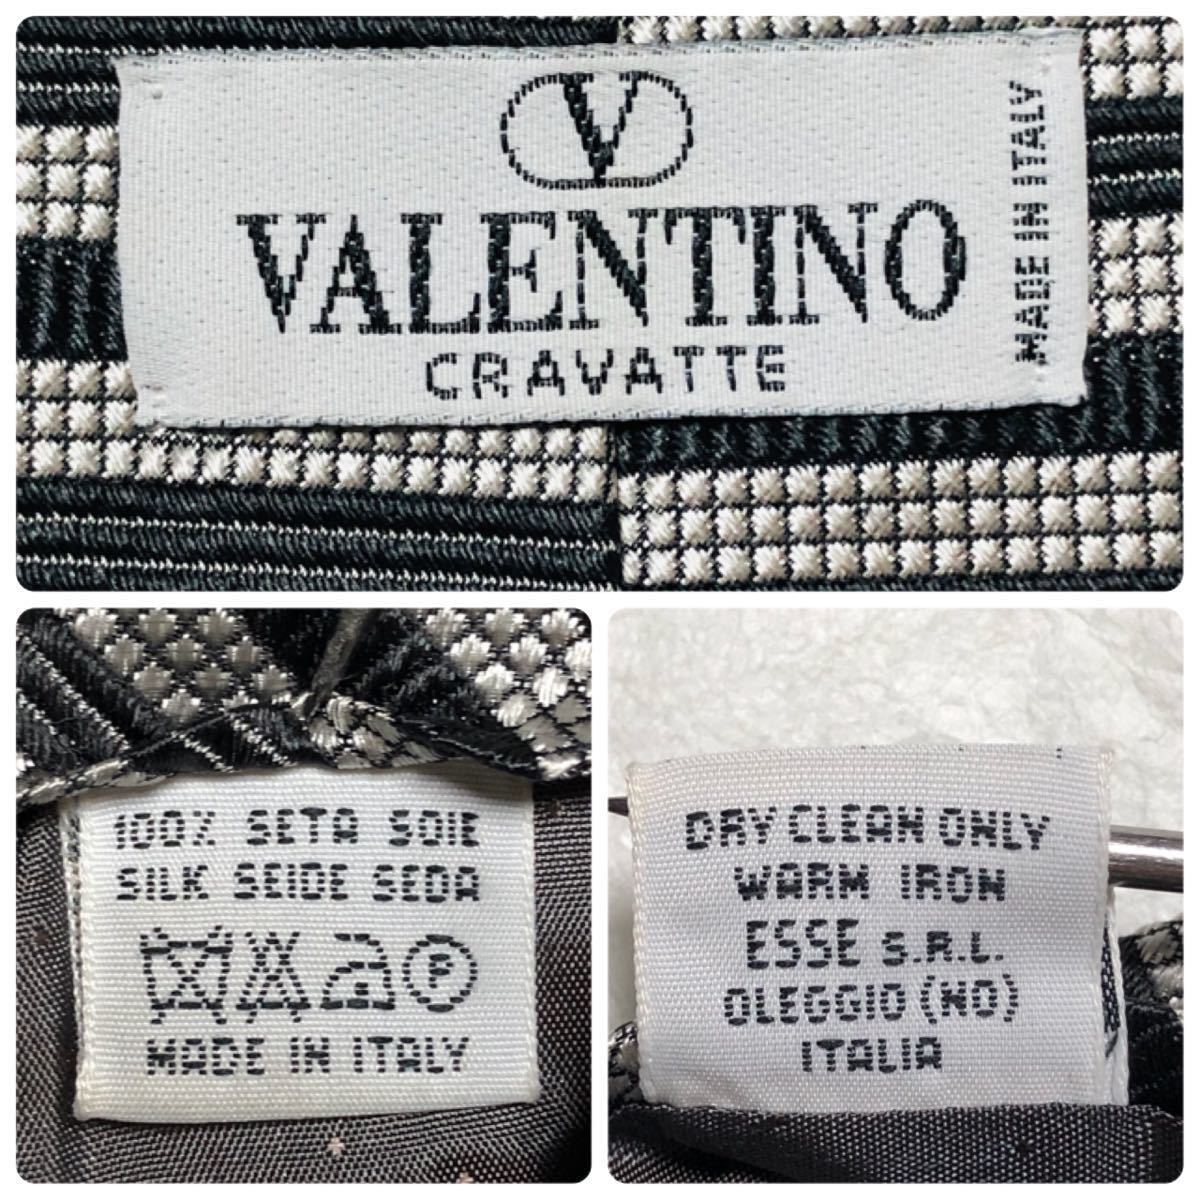 V
VALENTINO
CRAVATTE
MADE IN ITALY
100% SETA SOIE
SILK SEIDE SEDA
P
MADE IN ITALY
DRY CLEAN ONLY
WARM IRON
ESSE S.R.L.
OLEGGIO (NO)
ITALIA